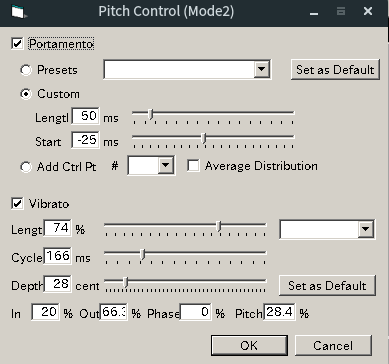 Pitch Control (Mode2)
Portamento
Presets Set as Default
Custom
Lengtl 50 ms
Start -25 ms
Add Ctrl Pt # Average Distribution
Vibrato
Lengt 74 %
Cycle 166 ms
Depth 28 cent Set as Default
In 20 % Out 66.3 % Phase 0 % Pitch 28.4 %
OK Cancel